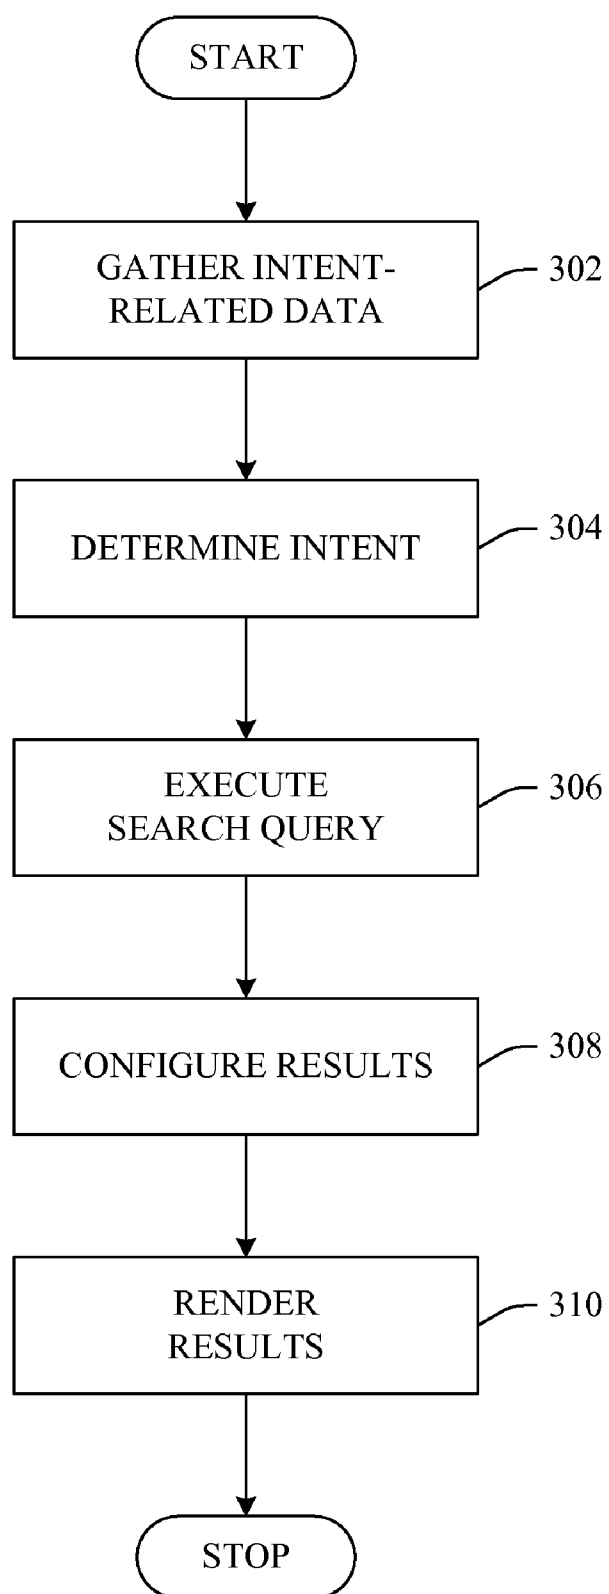 START
GATHER INTENT-
RELATED DATA
302
DETERMINE INTENT
304
EXECUTE
SEARCH QUERY
306
CONFIGURE RESULTS
308
RENDER
RESULTS
310
STOP